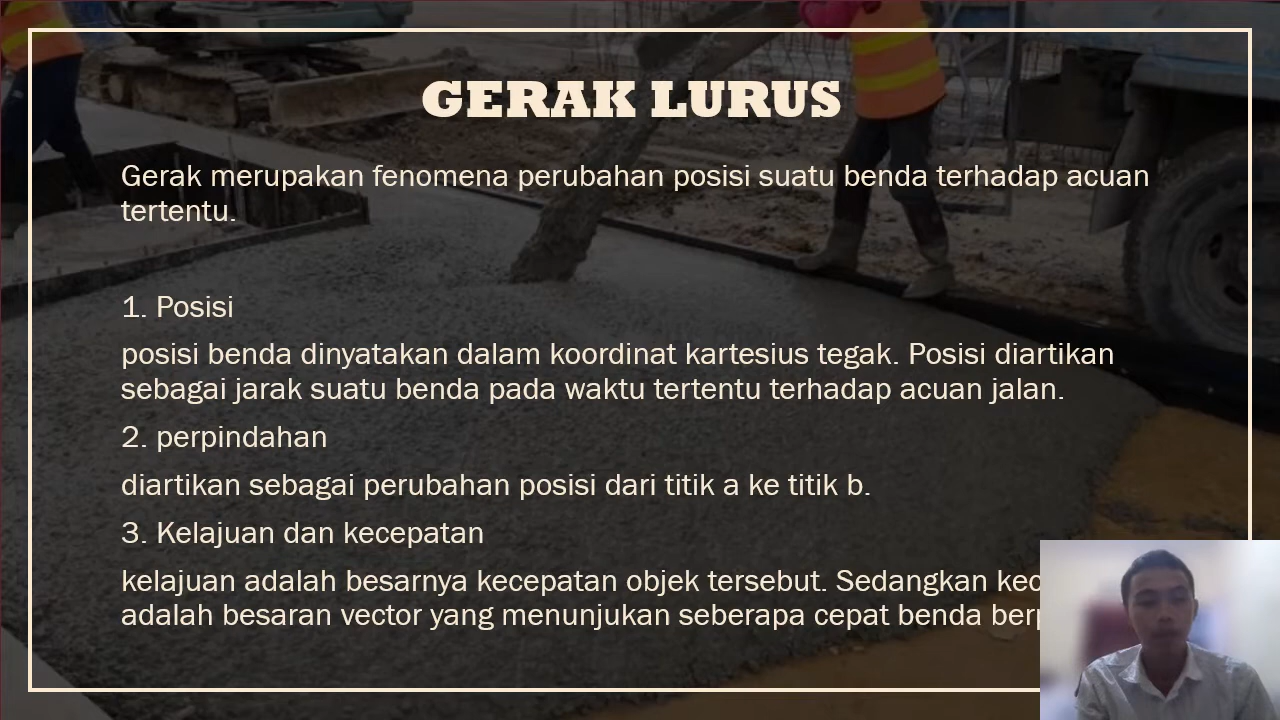 GERAK LURUS
Gerak merupakan fenomena perubahan posisi suatu benda terhadap acuan
tertentu.
1. Posisi
posisi benda dinyatakan dalam koordinat kartesius tegak. Posisi diartikan
sebagai jarak suatu benda pada waktu tertentu terhadap acuan jalan.
2. perpindahan
diartikan sebagai perubahan posisi dari titik a ke titik b.
3. Kelajuan dan kecepatan
kelajuan adalah besarnya kecepatan objek tersebut. Sedangkan
adalah besaran vector yang menunjukan seberapa cepat benda